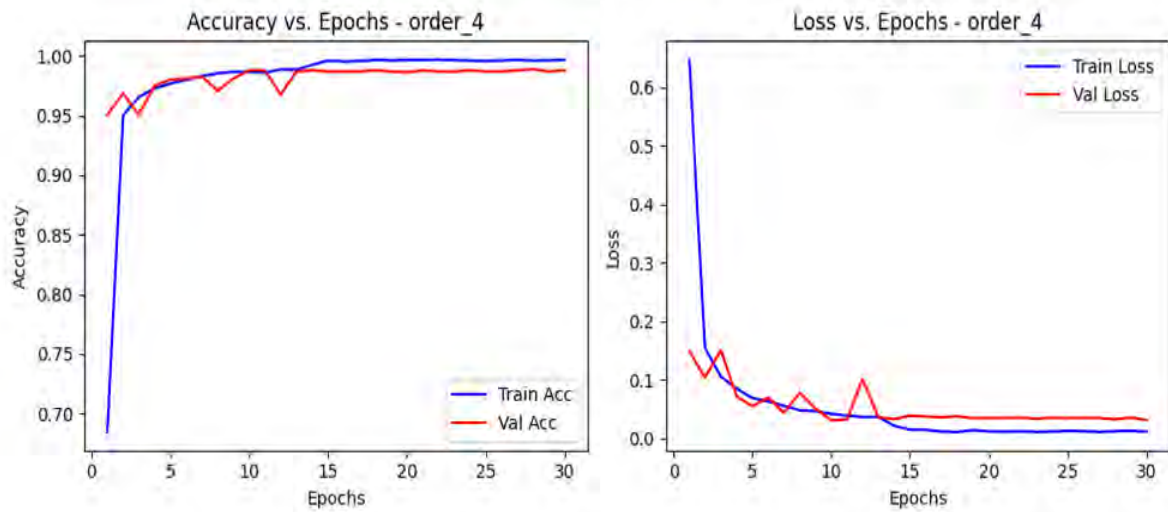 Accuracy vs. Epochs - order_4
1.00
0.95
0.90
0.85
0.80
0.75
0.70
Accuracy
Train Acc
Val Acc
0 5 10 15 20 25 30
Epochs
Loss vs. Epochs - order_4
0.6
0.5
0.4
0.3
0.2
0.1
0.0
Loss
Train Loss
Val Loss
0 5 10 15 20 25 30
Epochs